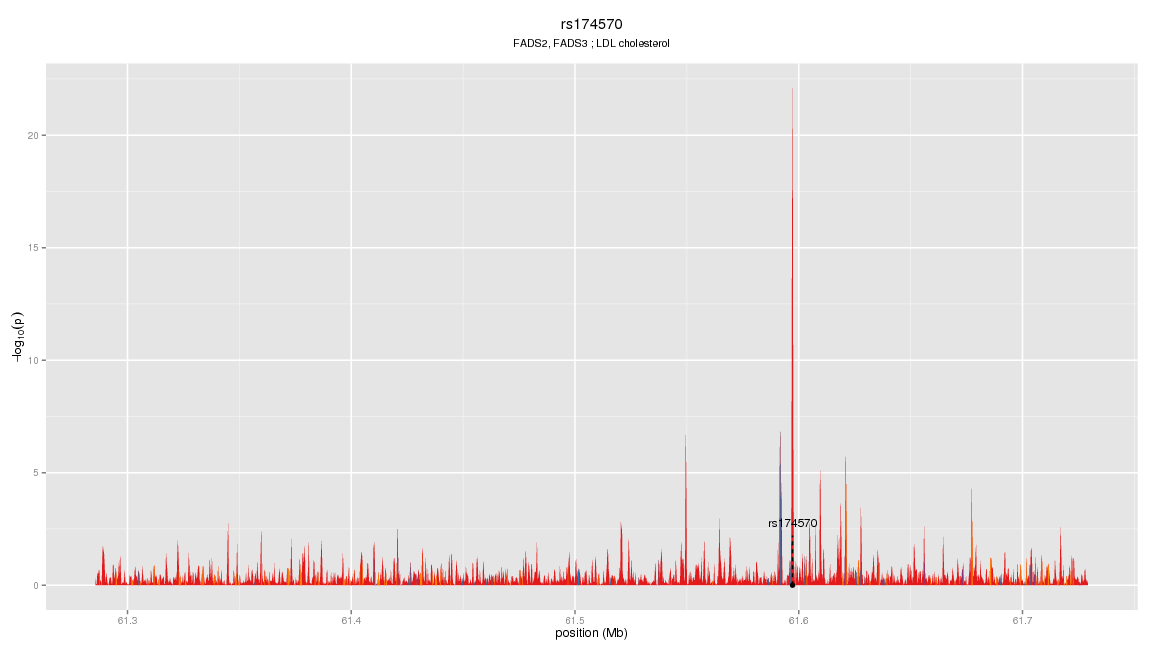 rs174570
FADS2, FADS3 ; LDL cholesterol
−log10(p)
20
15
10
5
0
rs174570
61.3
61.4
61.5
61.6
61.7
position (Mb)